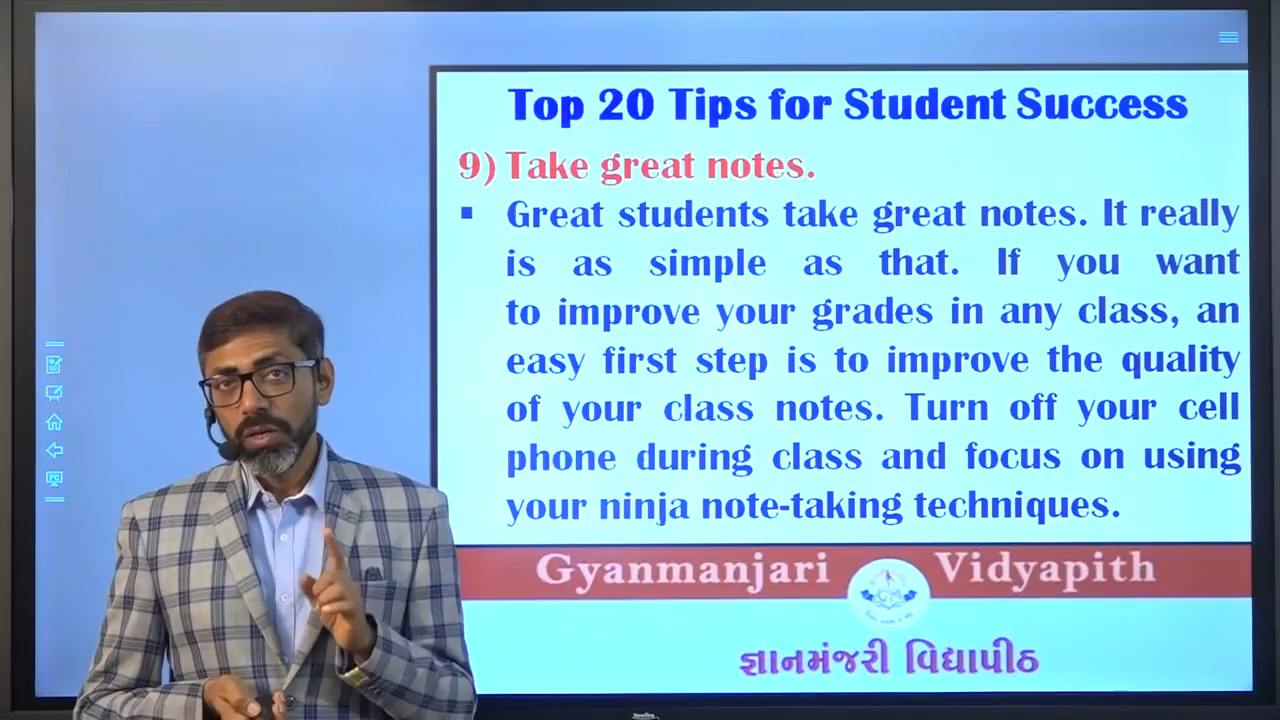 Top 20 Tips for Student Success
9) Take great notes.
▪ Great students take great notes. It really
is as simple as that. If you want
to improve your grades in any class, an
easy first step is to improve the quality
of your class notes. Turn off your cell
phone during class and focus on using
your ninja note-taking techniques.
Gyanmanjari Vidyapith
જ્ઞાનમંજરી વિદ્યાપીઠ